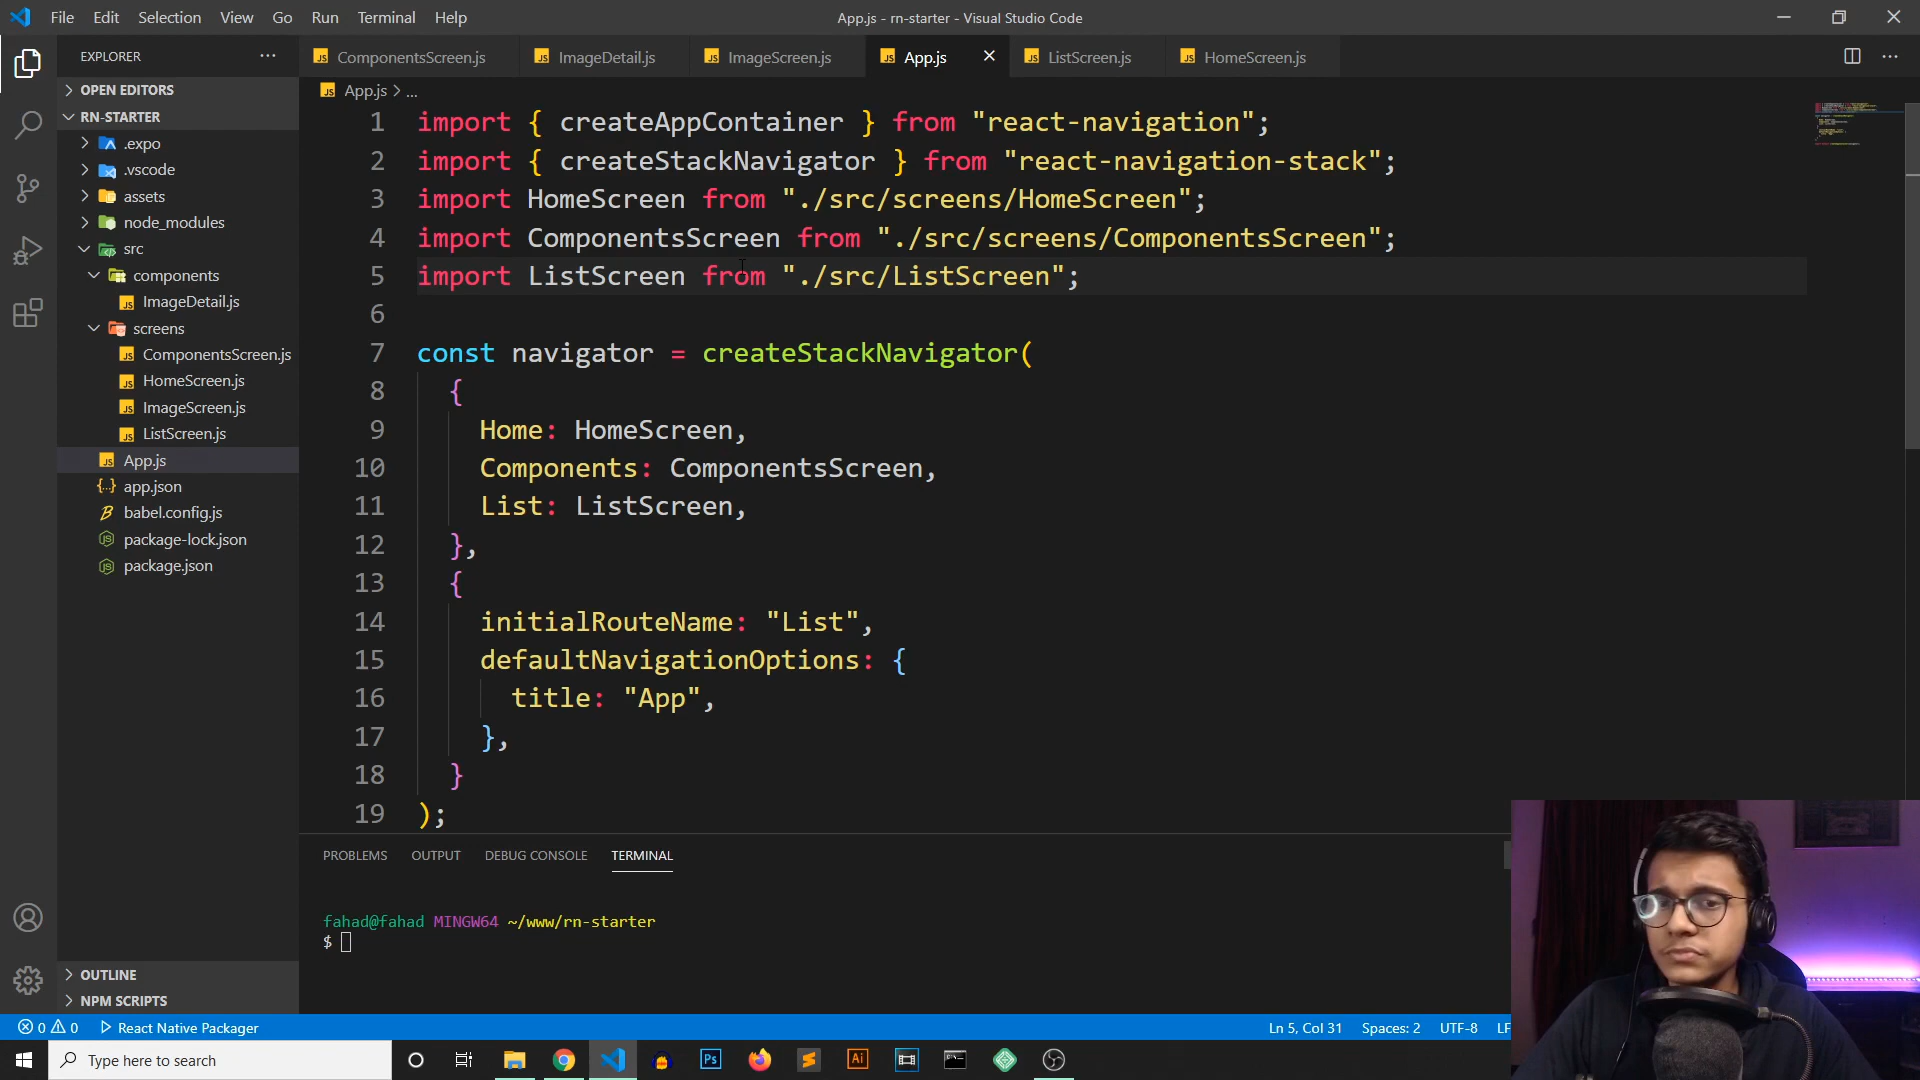 File Edit Selection View Go Run Terminal Help
App.js - rn-starter - Visual Studio Code
EXPLORER
ComponentsScreen.js ImageDetail.js ImageScreen.js App.js ListScreen.js HomeScreen.js
OPEN EDITORS
App.js > ...
RN-STARTER
.expo
.vscode
assets
node_modules
src
components
ImageDetail.js
screens
ComponentsScreen.js
HomeScreen.js
ImageScreen.js
ListScreen.js
App.js
app.json
babel.config.js
package-lock.json
package.json
OUTLINE
NPM SCRIPTS
1 import { createAppContainer } from "react-navigation";
2 import { createStackNavigator } from "react-navigation-stack";
3 import HomeScreen from "./src/screens/HomeScreen";
4 import ComponentsScreen from "./src/screens/ComponentsScreen";
5 import ListScreen from "./src/ListScreen";
6
7 const navigator = createStackNavigator(
8 {
9 Home: HomeScreen,
10 Components: ComponentsScreen,
11 List: ListScreen,
12 },
13 {
14 initialRouteName: "List",
15 defaultNavigationOptions: {
16 title: "App",
17 },
18 }
19 );
PROBLEMS OUTPUT DEBUG CONSOLE TERMINAL
fahad@fahad MINGW64 ~/www/rn-starter
$
0 0 React Native Packager
Ln 5, Col 31 Spaces: 2 UTF-8 LF
Type here to search
Ps
Ai